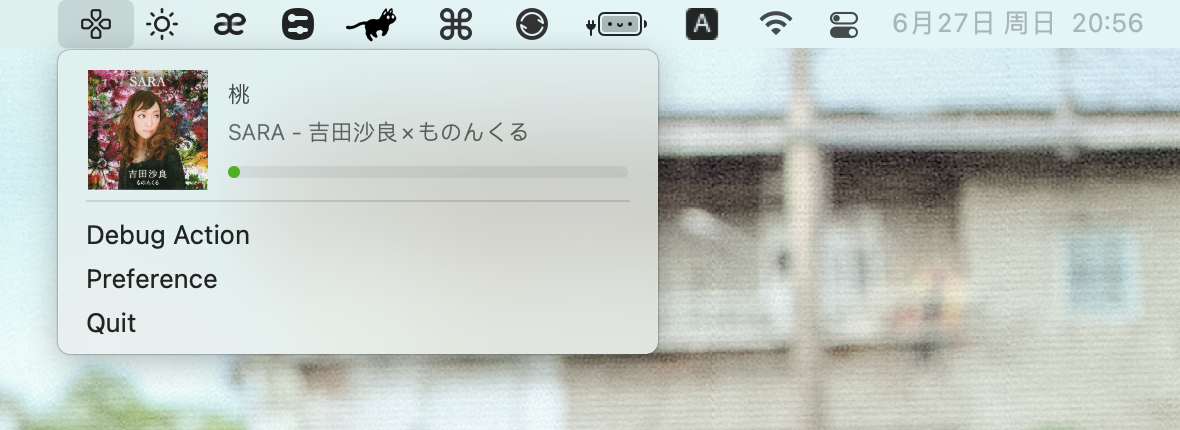 æ
A
6月27日 周日 20:56
SARA
吉田沙良
ものんくる
桃
SARA - 吉田沙良×ものんくる
Debug Action
Preference
Quit